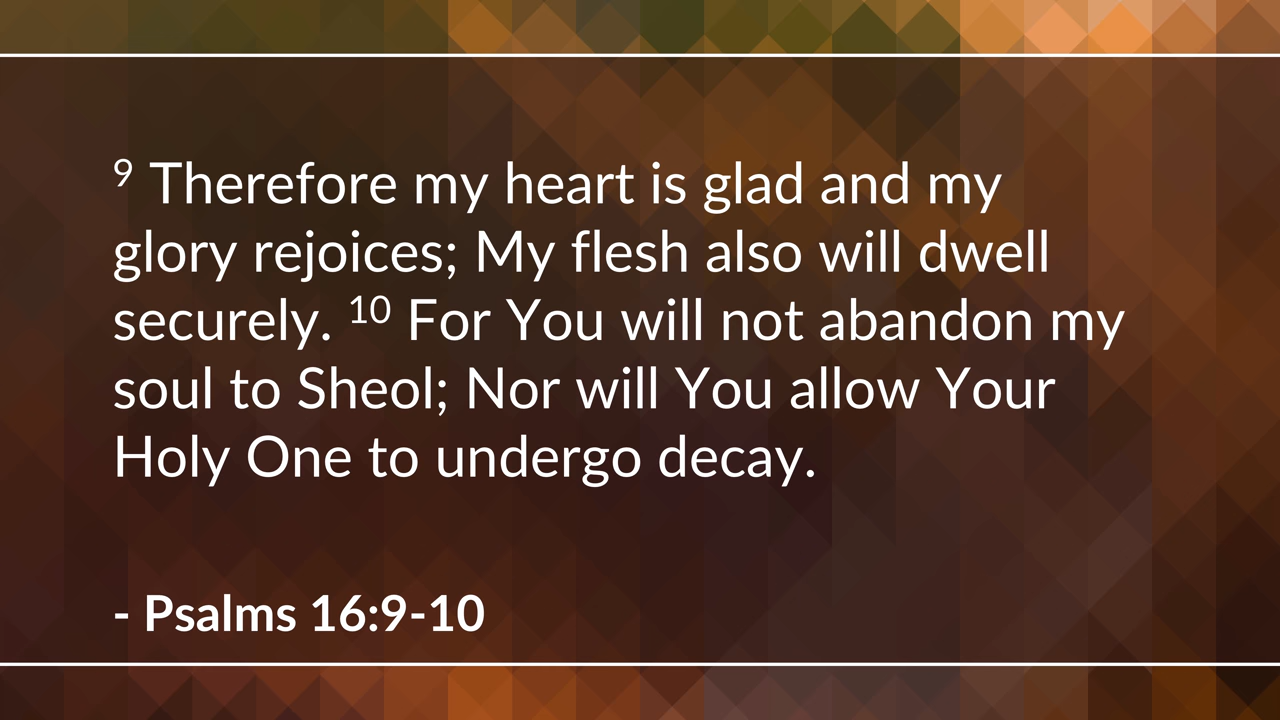 9 Therefore my heart is glad and my
glory rejoices; My flesh also will dwell
securely. 10 For You will not abandon my
soul to Sheol; Nor will You allow Your
Holy One to undergo decay.
- Psalms 16:9-10